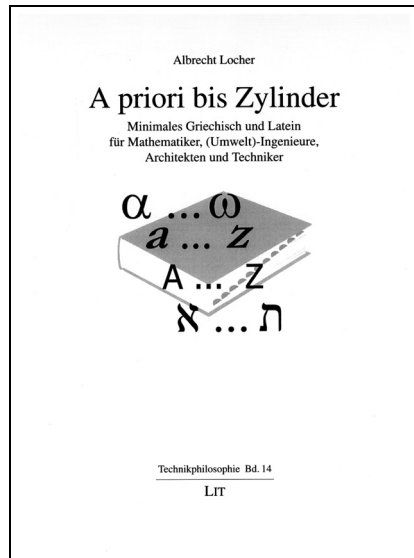 Albrecht Locher
A priori bis Zylinder
Minimales Griechisch und Latein
für Mathematiker, (Umwelt)-Ingenieure,
Architekten und Techniker
α ... ω
a ... z
A ... Z
א ... ת
Technikphilosophie Bd. 14
LIT